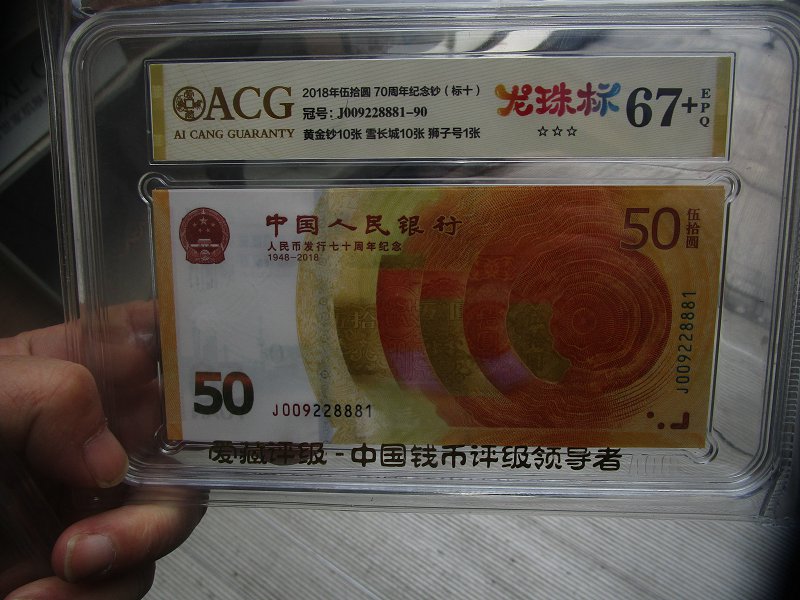 ACG
AI CANG GUARANTY
2018年伍拾圆 70周年纪念钞（标十）
冠号：J009228881-90
黄金钞10张 雪长城10张 狮子号1张
龙珠标
☆☆☆
67+
EPQ
中国人民银行
人民币发行七十周年纪念
1948-2018
50
伍拾圆
J009228881
50
J009228881
爱藏评级-中国钱币评级领导者